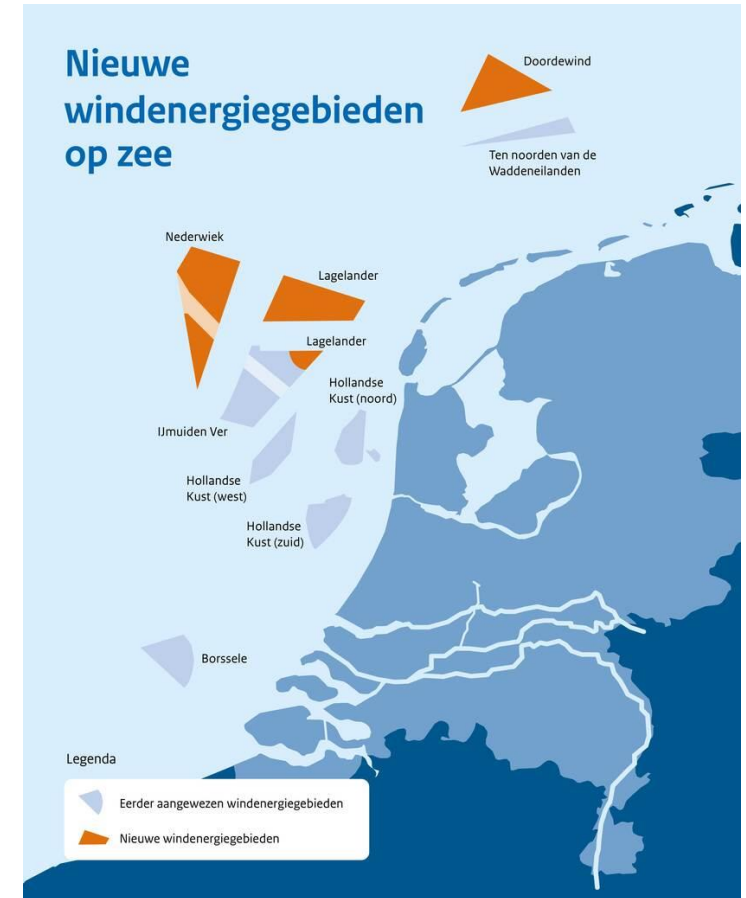 Nieuwe
windenergiegebieden
op zee
Doordewind
Ten noorden van de
Waddeneilanden
Nederwiek
Lagelander
Lagelander
Hollandse
Kust (noord)
IJmuiden Ver
Hollandse
Kust (west)
Hollandse
Kust (zuid)
Borssele
Legenda
Eerder aangewezen windenergiegebieden
Nieuwe windenergiegebieden